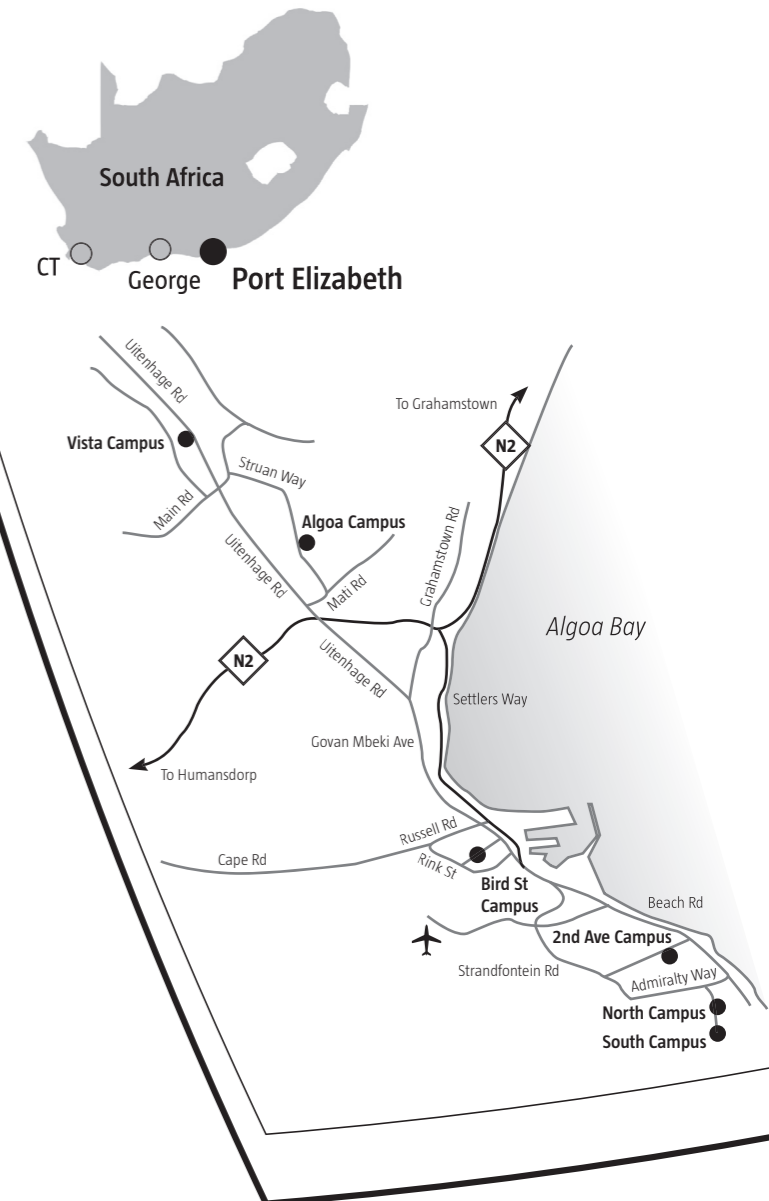 South Africa
CT
George
Port Elizabeth
Uitenhage Rd
To Grahamstown
N2
Vista Campus
Struan Way
Main Rd
Algoa Campus
Grahamstown Rd
Uitenhage Rd
Mati Rd
Algoa Bay
N2
Uitenhage Rd
Settlers Way
Govan Mbeki Ave
To Humansdorp
Russell Rd
Cape Rd
Rink St
Bird St
Campus
Beach Rd
2nd Ave Campus
Strandfontein Rd
Admiralty Way
North Campus
South Campus